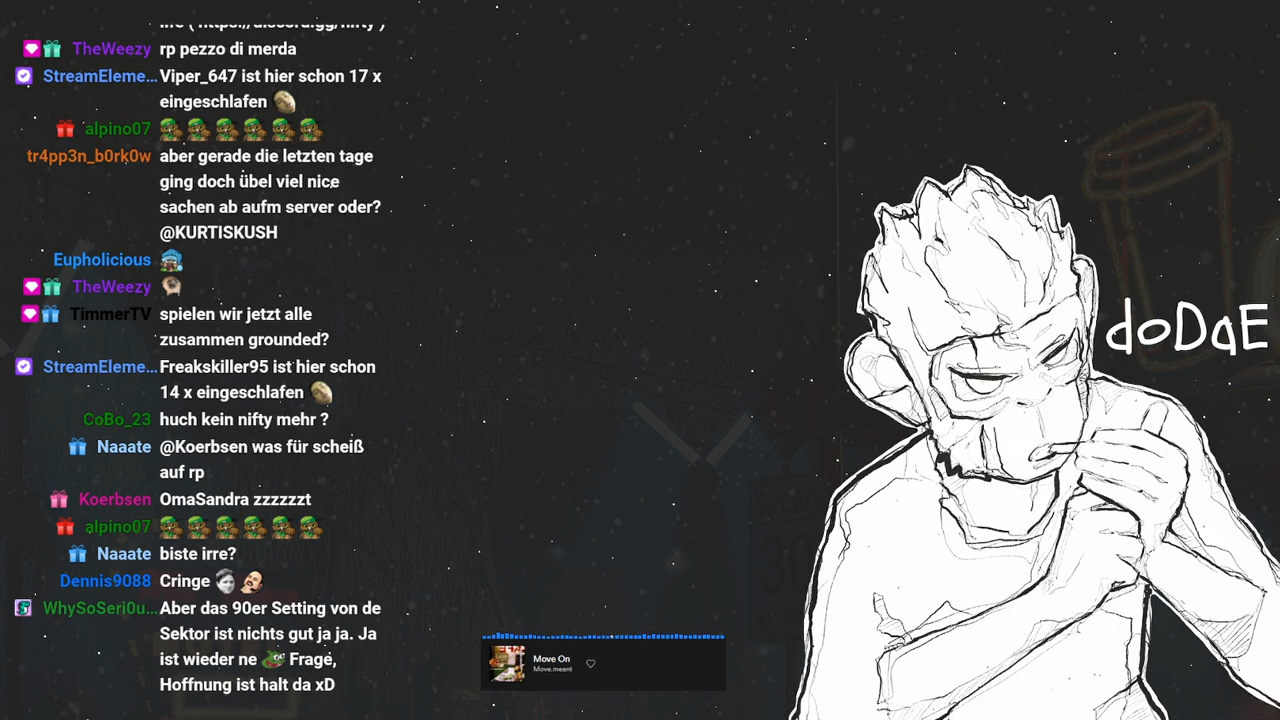 life ( https://discord.gg/nifty )
TheWeezy rp pezzo di merda
StreamEleme... Viper_647 ist hier schon 17 x
eingeschlafen
alpino07
tr4pp3n_b0rk0w aber gerade die letzten tage
ging doch übel viel nice
sachen ab aufm server oder?
@KURTISKUSH
Eupholicious
TheWeezy
TimmerTV spielen wir jetzt alle
zusammen grounded?
StreamEleme... Freakskiller95 ist hier schon
14 x eingeschlafen
CoBo_23 huch kein nifty mehr ?
Naaate @Koerbsen was für scheiß
auf rp
Koerbsen OmaSandra zzzzzzt
alpino07
Naaate biste irre?
Dennis9088 Cringe
WhySoSeri0u... Aber das 90er Setting von de
Sektor ist nichts gut ja ja. Ja
ist wieder ne Frage,
Hoffnung ist halt da xD
Move On
Move.meant
doDaE